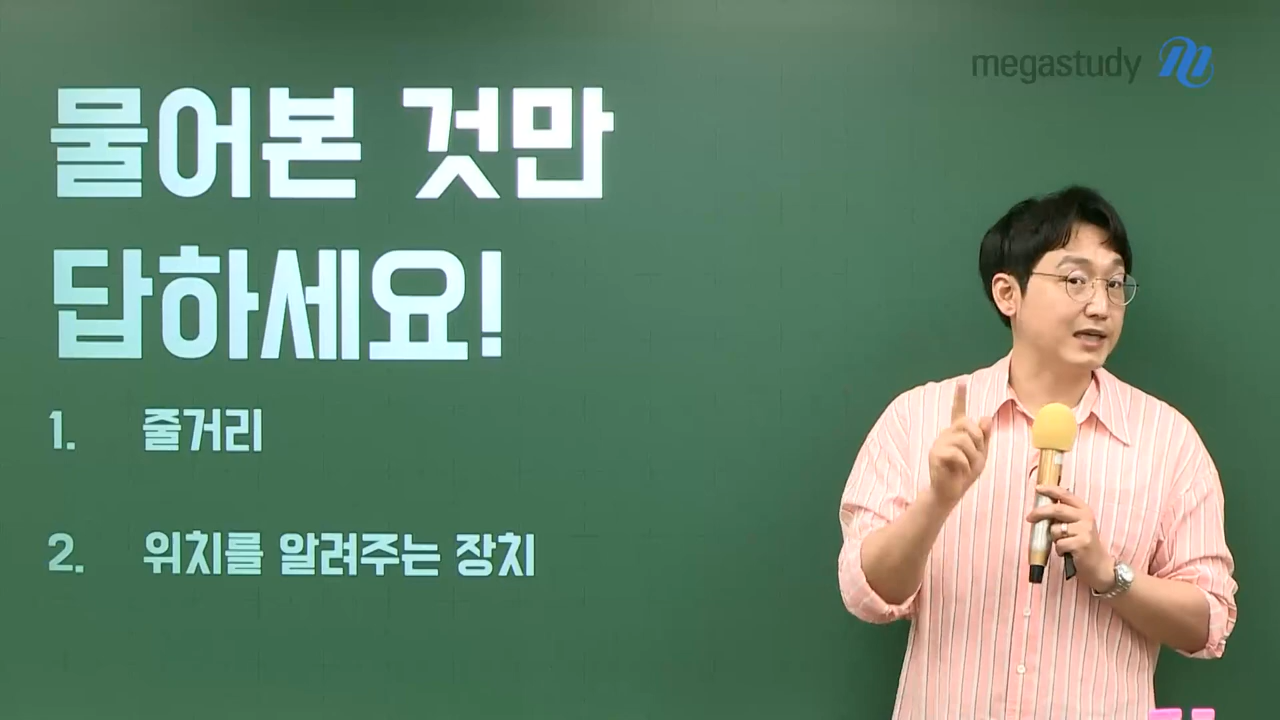 megastudy
물어본 것만
답하세요!
1. 줄거리
2. 위치를 알려주는 장치